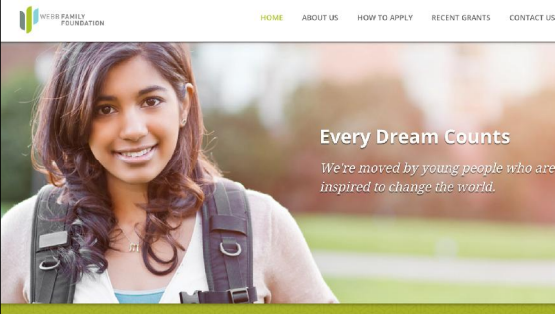 WEBB FAMILY
FOUNDATION
HOME ABOUT US HOW TO APPLY RECENT GRANTS CONTACT US
Every Dream Counts
We're moved by young people who are
inspired to change the world.